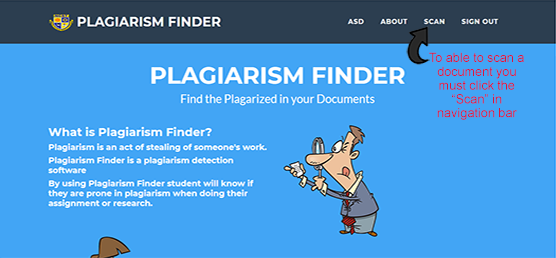 PLAGIARISM FINDER
ASD ABOUT SCAN SIGN OUT
To able to scan a
document you
must click the
"Scan" in
navigation bar
PLAGIARISM FINDER
Find the Plagarized in your Documents
What is Plagiarism Finder?
Plagiarism is an act of stealing of someone's work.
Plagiarism Finder is a plagiarism detection
software
By using Plagiarism Finder student will know if
they are prone in plagiarism when doing their
assignment or research.